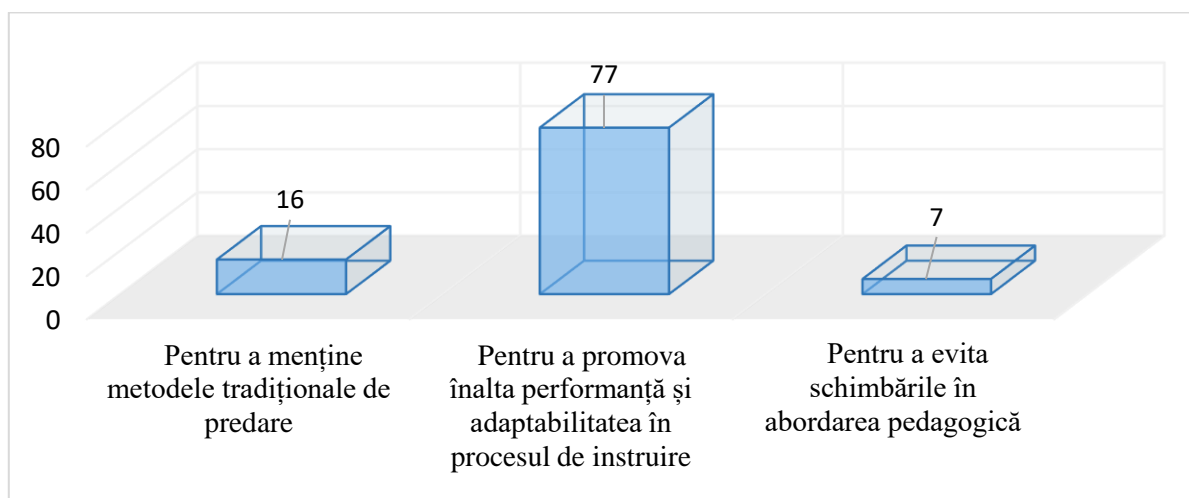 77
16
7
80
60
40
20
0
Pentru a menține
metodele tradiționale de
predare
Pentru a promova
înalta performanță și
adaptabilitatea în
procesul de instruire
Pentru a evita
schimbările în
abordarea pedagogică